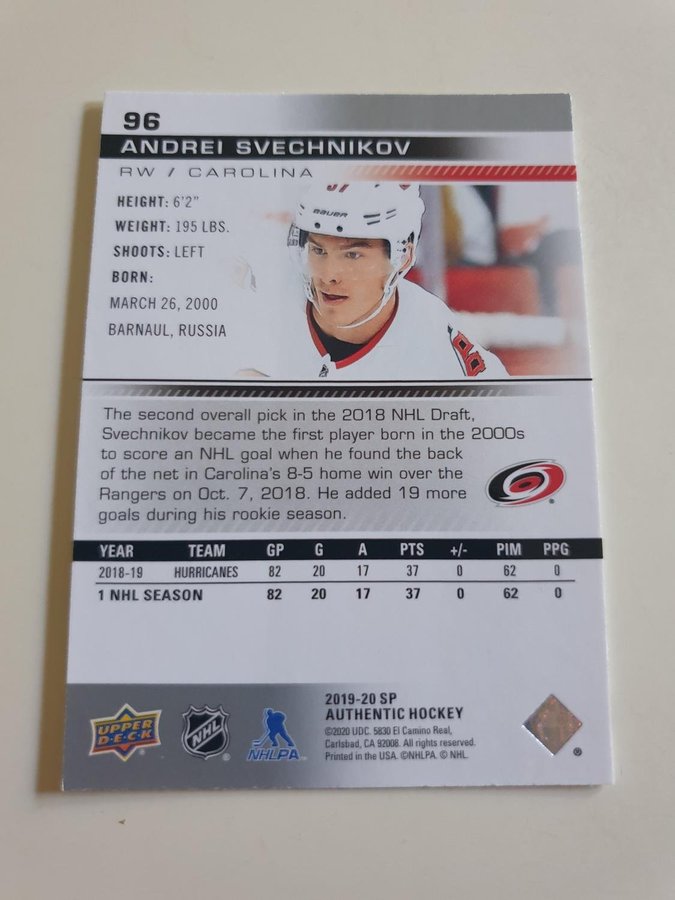 96
ANDREI SVECHNIKOV
RW / CAROLINA
HEIGHT: 6'2"
WEIGHT: 195 LBS.
SHOOTS: LEFT
BORN:
MARCH 26, 2000
BARNAUL, RUSSIA
BAUER
The second overall pick in the 2018 NHL Draft,
Svechnikov became the first player born in the 2000s
to score an NHL goal when he found the back
of the net in Carolina's 8-5 home win over the
Rangers on Oct. 7, 2018. He added 19 more
goals during his rookie season.
YEAR TEAM GP G A PTS +/- PIM PPG
2018-19 HURRICANES 82 20 17 37 0 62 0
1 NHL SEASON 82 20 17 37 0 62 0
UPPER
DECK
NHL
NHLPA
2019-20 SP
AUTHENTIC HOCKEY
©2020 UDC. 5830 El Camino Real,
Carlsbad, CA 92008. All rights reserved.
Printed in the USA. ©NHLPA. © NHL.
®